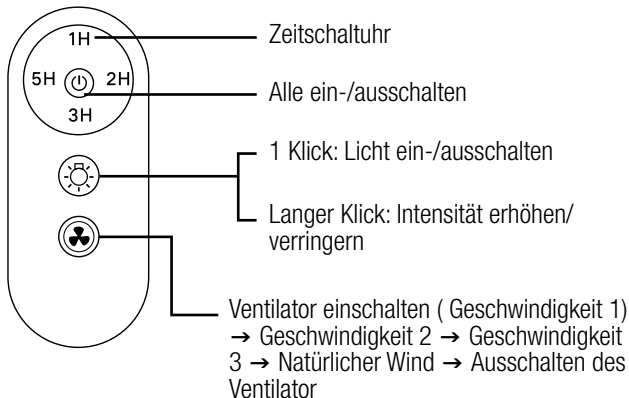 1H
5H
2H
3H
Zeitschaltuhr
Alle ein-/ausschalten
1 Klick: Licht ein-/ausschalten
Langer Klick: Intensität erhöhen/
verringern
Ventilator einschalten ( Geschwindigkeit 1)
→ Geschwindigkeit 2 → Geschwindigkeit
3 → Natürlicher Wind → Ausschalten des
Ventilator